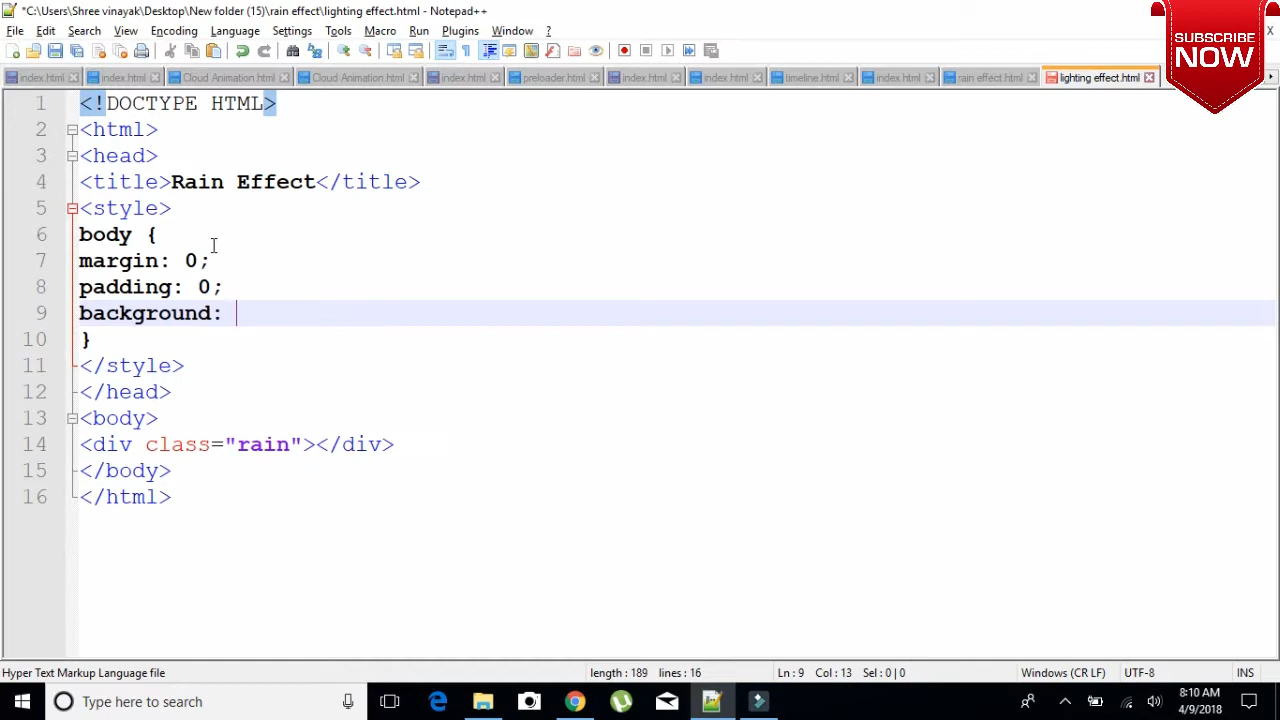 *C:\Users\Shree vinayak\Desktop\New folder (15)\rain effect\lighting effect.html - Notepad++
SUBSCRIBE
NOW
File Edit Search View Encoding Language Settings Tools Macro Run Plugins Window ? X
index.html index.html Cloud Animation.html Cloud Animation.html index.html preloader.html index.html index.html timeline.html index.html rain effect.html lighting effect.html
1 <!DOCTYPE HTML>
2 <html>
3 <head>
4 <title>Rain Effect</title>
5 <style>
6 body {
7 margin: 0;
8 padding: 0;
9 background:
10 }
11 </style>
12 </head>
13 <body>
14 <div class="rain"></div>
15 </body>
16 </html>
Hyper Text Markup Language file length : 189 lines : 16 Ln : 9 Col : 13 Sel : 0 | 0 Windows (CR LF) UTF-8 INS
Type here to search 8:10 AM
4/9/2018